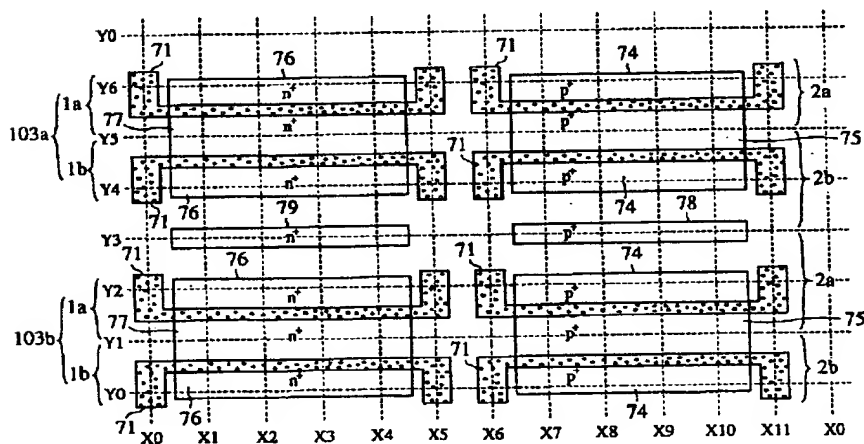 Y0
71 76 71 74
Y6 n+ p+
1a 2a
77 n+ p+
103a Y5 75
1b 71 2b
Y4 n+ p+
71 76 79 74 78
Y3 n+ p+
71 76 71 74
Y2 n+ p+
1a 2a
77 75
103b Y1 n+ p+
1b 71 2b
Y0 n+ p+
71 76 74
X0 X1 X2 X3 X4 X5 X6 X7 X8 X9 X10 X11 X0